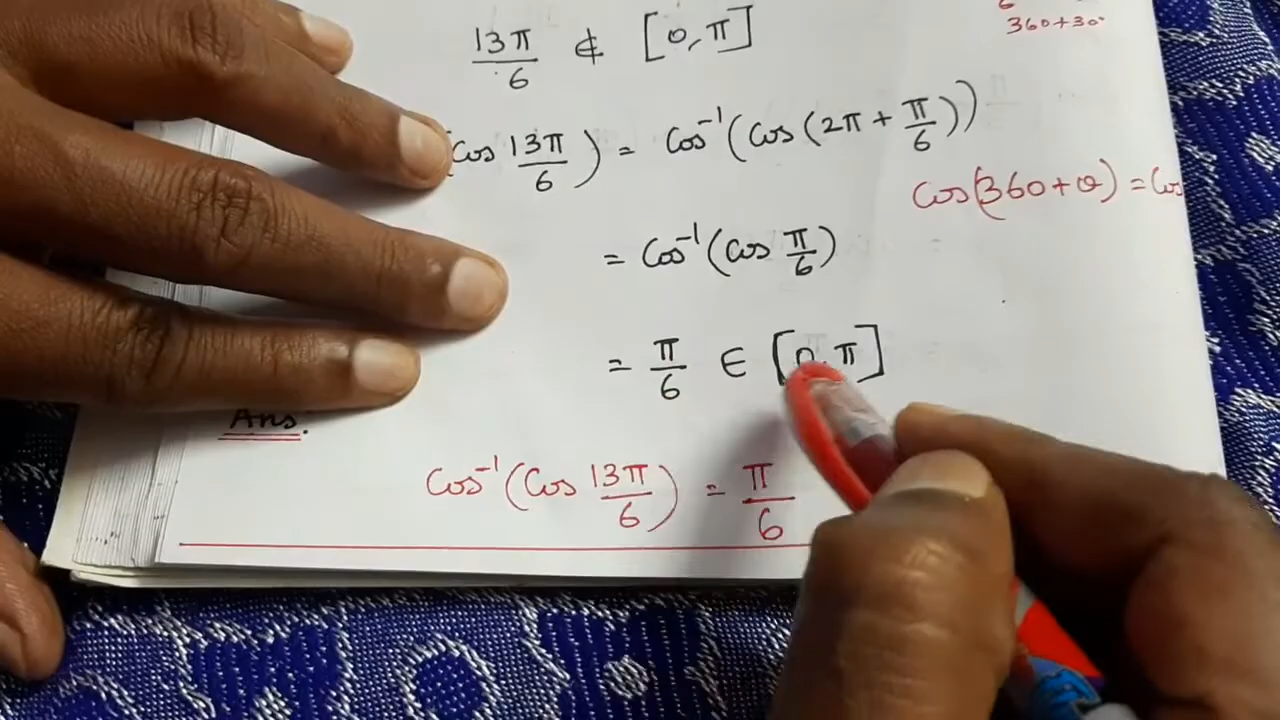 360+30°
13π/6 ∉ [0, π]
(cos 13π/6) = cos⁻¹(cos(2π + π/6))
cos(360+θ) = cos
= cos⁻¹(cos π/6)
= π/6 ∈ [0, π]
Ans:
cos⁻¹(cos 13π/6) = π/6